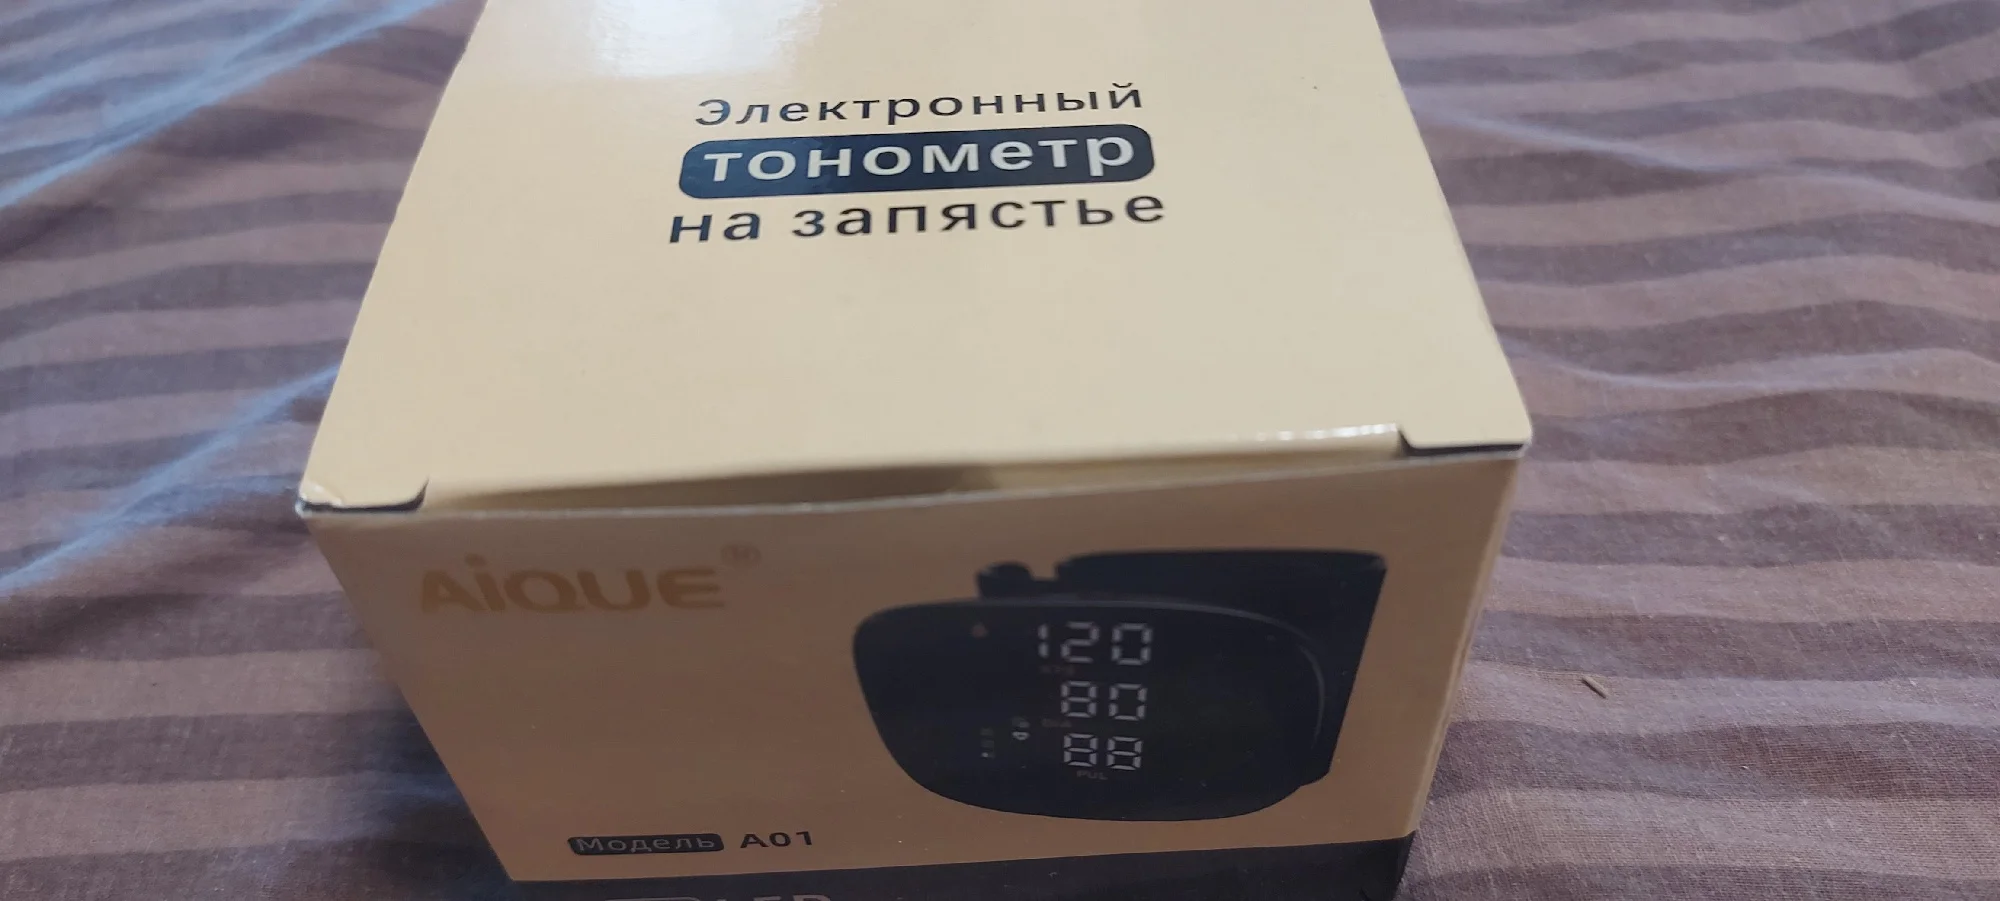 Электронный
тонометр
на запястье
AiQUE®
120
80
88
PUL
Модель A01